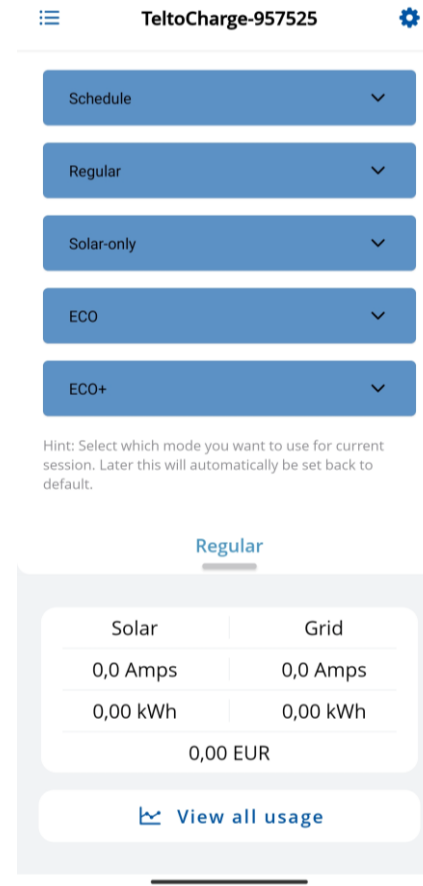 TeltoCharge-957525
Schedule
Regular
Solar-only
ECO
ECO+
Hint: Select which mode you want to use for current
session. Later this will automatically be set back to
default.
Regular
Solar Grid
0,0 Amps 0,0 Amps
0,00 kWh 0,00 kWh
0,00 EUR
View all usage